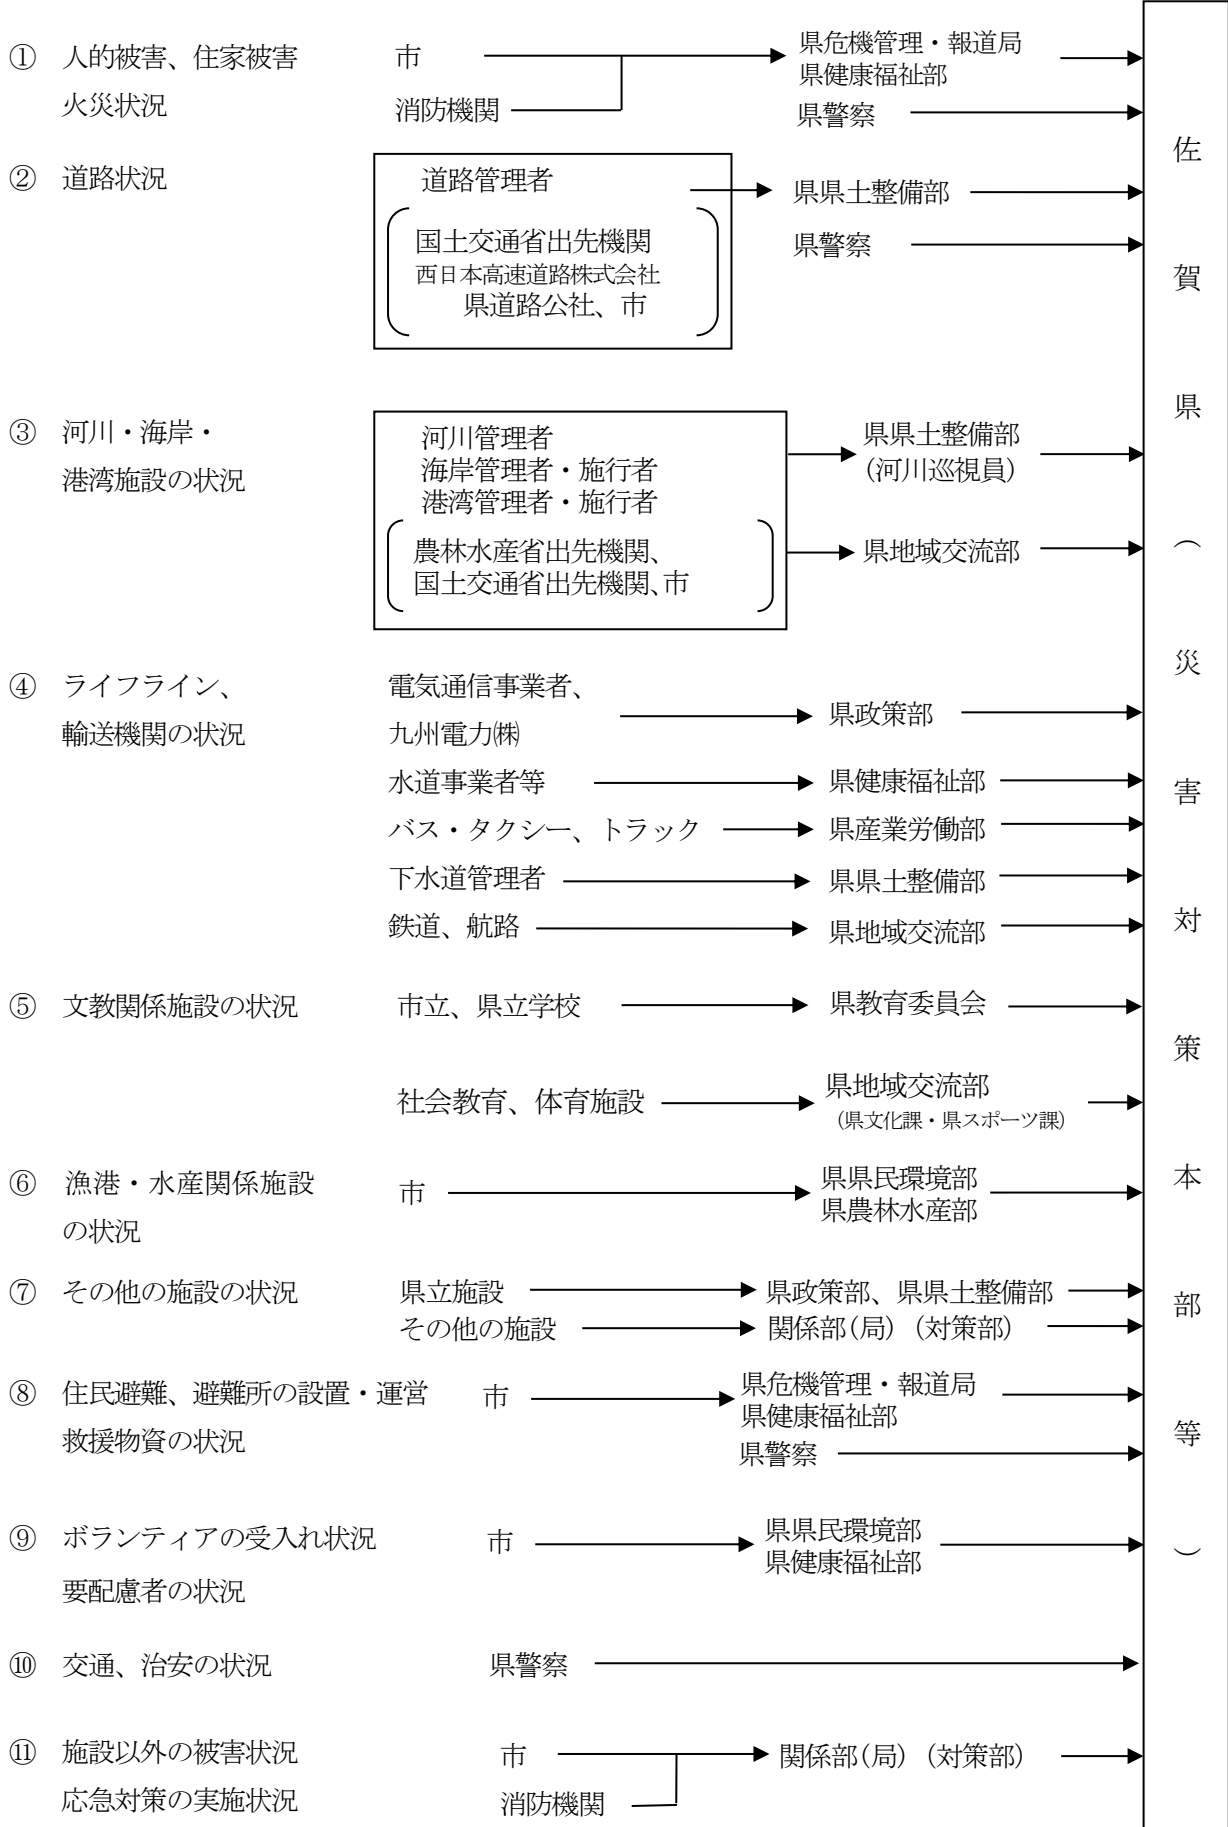 ① 人的被害、住家被害 市 県危機管理・報道局
県健康福祉部
火災状況 消防機関 県警察
② 道路状況 道路管理者 県県土整備部
国土交通省出先機関 県警察
西日本高速道路株式会社
県道路公社、市
③ 河川・海岸・ 河川管理者 県県土整備部
港湾施設の状況 海岸管理者・施行者 (河川巡視員)
港湾管理者・施行者
農林水産省出先機関、 県地域交流部
国土交通省出先機関、市
④ ライフライン、 電気通信事業者、
輸送機関の状況 九州電力㈱ 県政策部
水道事業者等 県健康福祉部
バス・タクシー、トラック 県産業労働部
下水道管理者 県県土整備部
鉄道、航路 県地域交流部
⑤ 文教関係施設の状況 市立、県立学校 県教育委員会
社会教育、体育施設 県地域交流部
(県文化課・県スポーツ課)
⑥ 漁港・水産関係施設 市 県県民環境部
の状況 県農林水産部
⑦ その他の施設の状況 県立施設 県政策部、県県土整備部
その他の施設 関係部(局)(対策部)
⑧ 住民避難、避難所の設置・運営 市 県危機管理・報道局
県健康福祉部
救援物資の状況 県警察
⑨ ボランティアの受入れ状況 市 県県民環境部
県健康福祉部
要配慮者の状況
⑩ 交通、治安の状況 県警察
⑪ 施設以外の被害状況 市 関係部(局)(対策部)
応急対策の実施状況 消防機関
佐賀県(災害対策本部等)